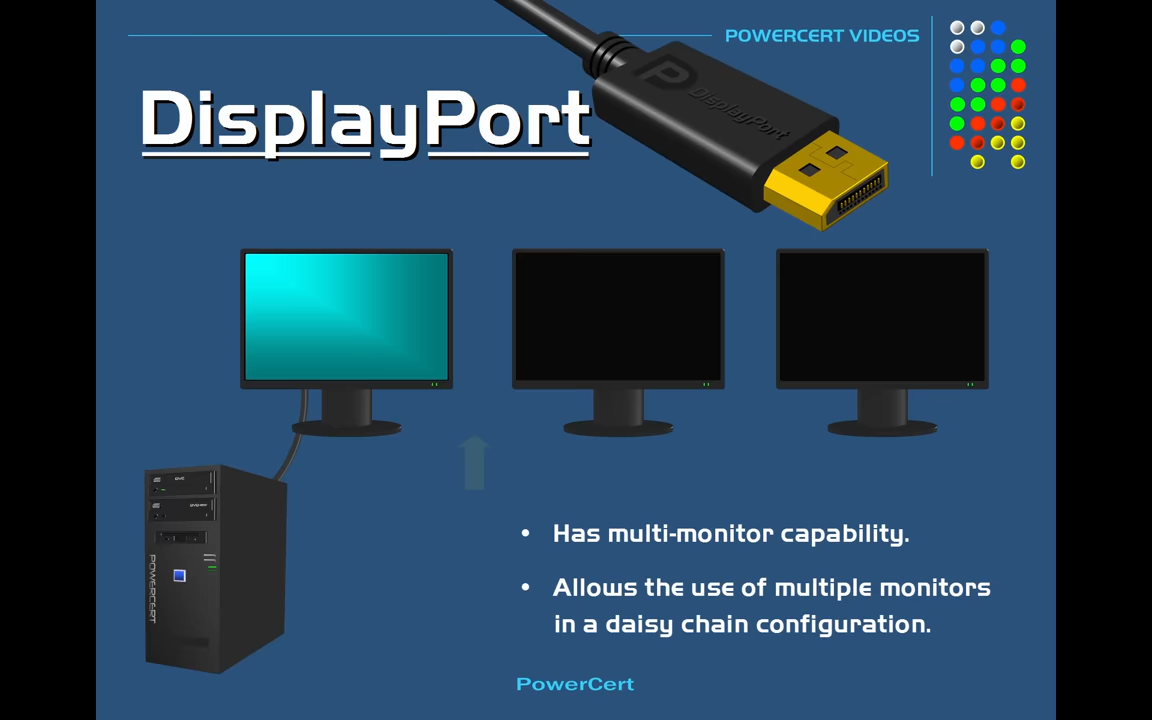 POWERCERT VIDEOS
DisplayPort
DisplayPort
• Has multi-monitor capability.
• Allows the use of multiple monitors
in a daisy chain configuration.
POWERCERT
PowerCert